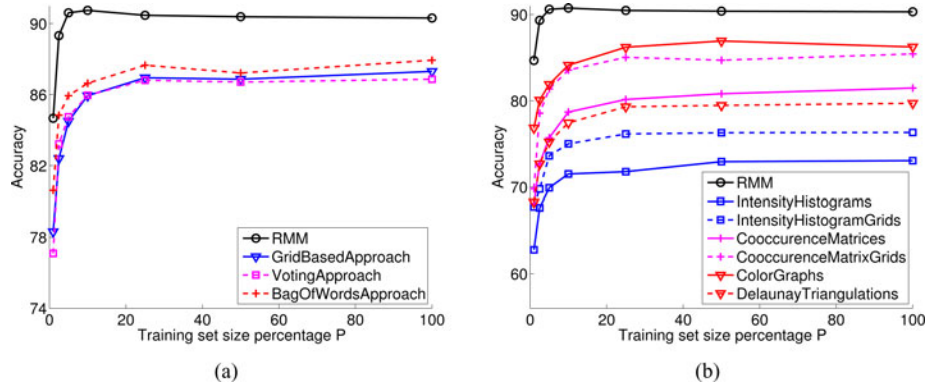 90
86
82
78
74
Accuracy
RMM
GridBasedApproach
VotingApproach
BagOfWordsApproach
0 20 40 60 80 100
Training set size percentage P
(a)
90
80
70
60
Accuracy
RMM
IntensityHistograms
IntensityHistogramGrids
CooccurenceMatrices
CooccurenceMatrixGrids
ColorGraphs
DelaunayTriangulations
0 20 40 60 80 100
Training set size percentage P
(b)